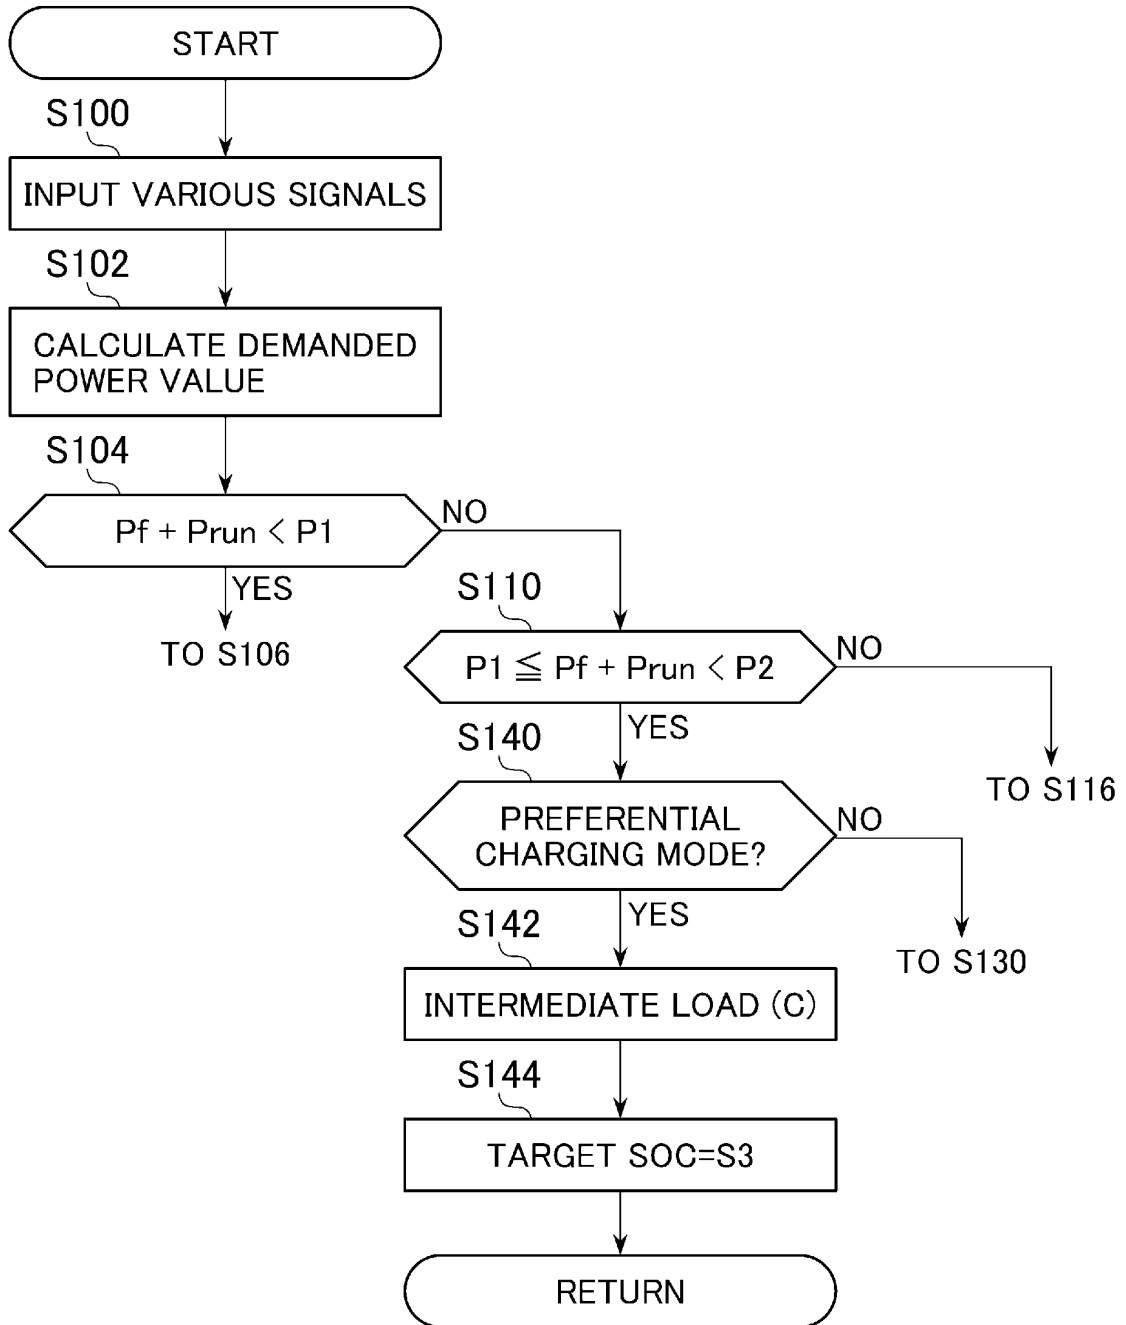 START
S100
INPUT VARIOUS SIGNALS
S102
CALCULATE DEMANDED
POWER VALUE
S104
Pf + Prun < P1
NO
YES
TO S106
S110
P1 ≦ Pf + Prun < P2
NO
YES
TO S116
S140
PREFERENTIAL
CHARGING MODE?
NO
YES
TO S130
S142
INTERMEDIATE LOAD (C)
S144
TARGET SOC=S3
RETURN